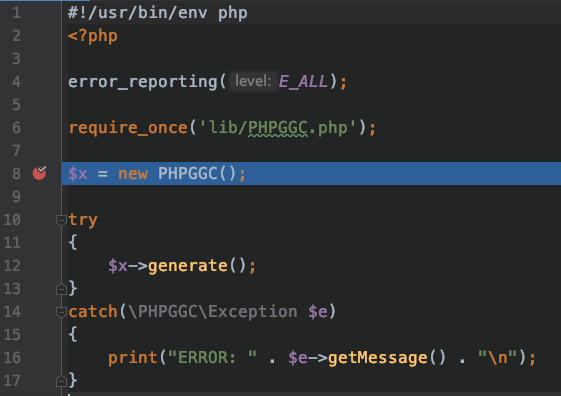 1 #!/usr/bin/env php
2 <?php
3
4 error_reporting( level: E_ALL);
5
6 require_once('lib/PHPGGC.php');
7
8 $x = new PHPGGC();
9
10 try
11 {
12 $x->generate();
13 }
14 catch(\PHPGGC\Exception $e)
15 {
16 print("ERROR: " . $e->getMessage() . "\n");
17 }